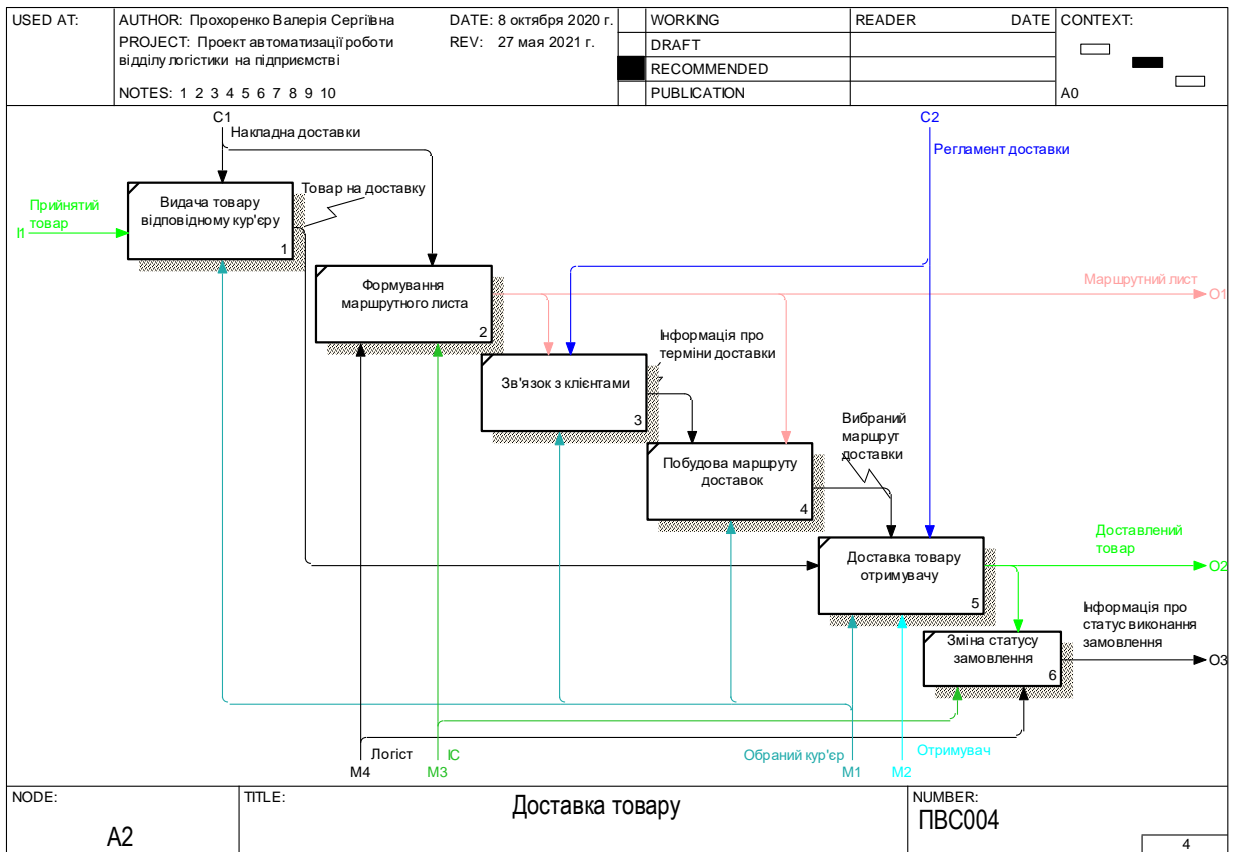 USED AT:
AUTHOR: Прохоренко Валерія Сергіївна
DATE: 8 октября 2020 г.
PROJECT: Проект автоматизації роботи
відділу логістики на підприємстві
REV: 27 мая 2021 г.
NOTES: 1 2 3 4 5 6 7 8 9 10
WORKING
DRAFT
RECOMMENDED
PUBLICATION
READER
DATE
CONTEXT:
A0
C1
Накладна доставки
C2
Регламент доставки
Прийнятий
товар
I1
Видача товару
відповідному кур'єру
1
Товар на доставку
Формування
маршрутного листа
2
Маршрутний лист
O1
Зв'язок з клієнтами
3
Інформація про
терміни доставки
Побудова маршруту
доставок
4
Вибраний
маршрут
доставки
Доставка товару
отримувачу
5
Доставлений
товар
O2
Зміна статусу
замовлення
6
Інформація про
статус виконання
замовлення
O3
Логіст
M4
ІС
M3
Обраний кур'єр
M1
Отримувач
M2
NODE:
A2
TITLE:
Доставка товару
NUMBER:
ПВС004
4